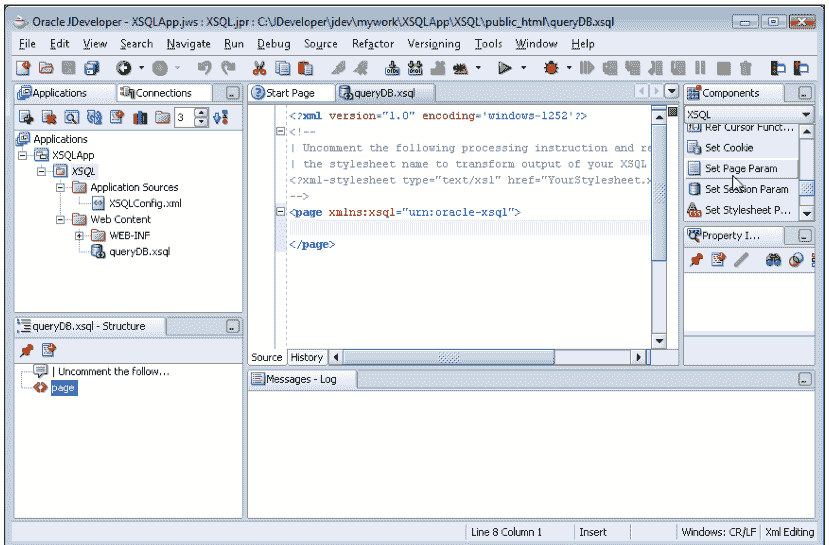 Oracle JDeveloper - XSQLApp.jws : XSQL.jpr : C:\JDeveloper\jdev\mywork\XSQLApp\XSQL\public_html\queryDB.xsql
File Edit View Search Navigate Run Debug Source Refactor Versioning Tools Window Help
Applications
Connections
3
Applications
XSQLApp
XSQL
Application Sources
XSQLConfig.xml
Web Content
WEB-INF
queryDB.xsql
Start Page
queryDB.xsql
<?xml version="1.0" encoding='windows-1252'?>
<!--
| Uncomment the following processing instruction and re
| the stylesheet name to transform output of your XSQL
<?xml-stylesheet type="text/xsl" href="YourStylesheet.x
-->
<page xmlns:xsql="urn:oracle-xsql">
</page>
Source History
Components
XSQL
Ref Cursor Funct...
Set Cookie
Set Page Param
Set Session Param
Set Stylesheet P...
Property I...
queryDB.xsql - Structure
| Uncomment the follow...
page
Messages - Log
Line 8 Column 1
Insert
Windows: CR/LF
Xml Editing